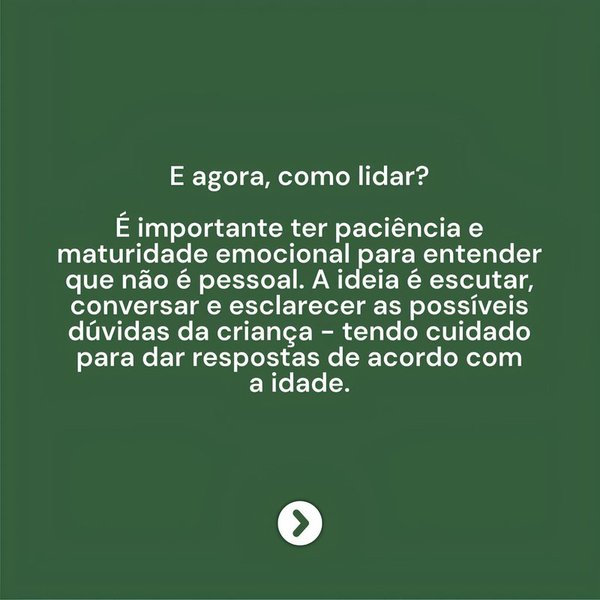 E agora, como lidar?
É importante ter paciência e
maturidade emocional para entender
que não é pessoal. A ideia é escutar,
conversar e esclarecer as possíveis
dúvidas da criança - tendo cuidado
para dar respostas de acordo com
a idade.